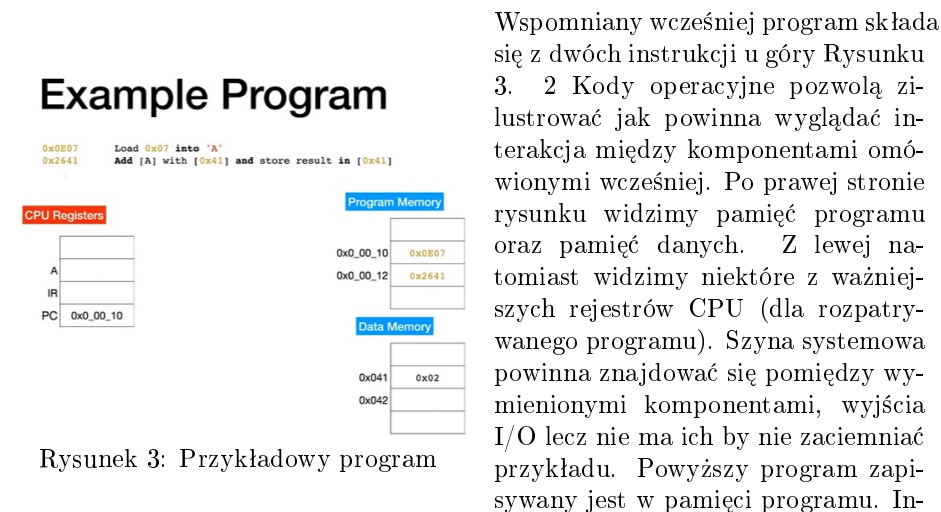 Example Program
0x0E07 Load 0x07 into 'A'
0x2641 Add [A] with [0x41] and store result in [0x41]
CPU Registers
A
IR
PC 0x0_00_10
Program Memory
0x0_00_10 0x0E07
0x0_00_12 0x2641
Data Memory
0x041 0x02
0x042
Rysunek 3: Przykładowy program
Wspomniany wcześniej program składa
się z dwóch instrukcji u góry Rysunku
3. 2 Kody operacyjne pozwolą zi-
lustrować jak powinna wyglądać in-
terakcja między komponentami omó-
wionymi wcześniej. Po prawej stronie
rysunku widzimy pamięć programu
oraz pamięć danych. Z lewej na-
tomiast widzimy niektóre z ważniej-
szych rejestrów CPU (dla rozpatry-
wanego programu). Szyna systemowa
powinna znajdować się pomiędzy wy-
mienionymi komponentami, wyjścia
I/O lecz nie ma ich by nie zaciemniać
przykładu. Powyższy program zapi-
sywany jest w pamięci programu. In-